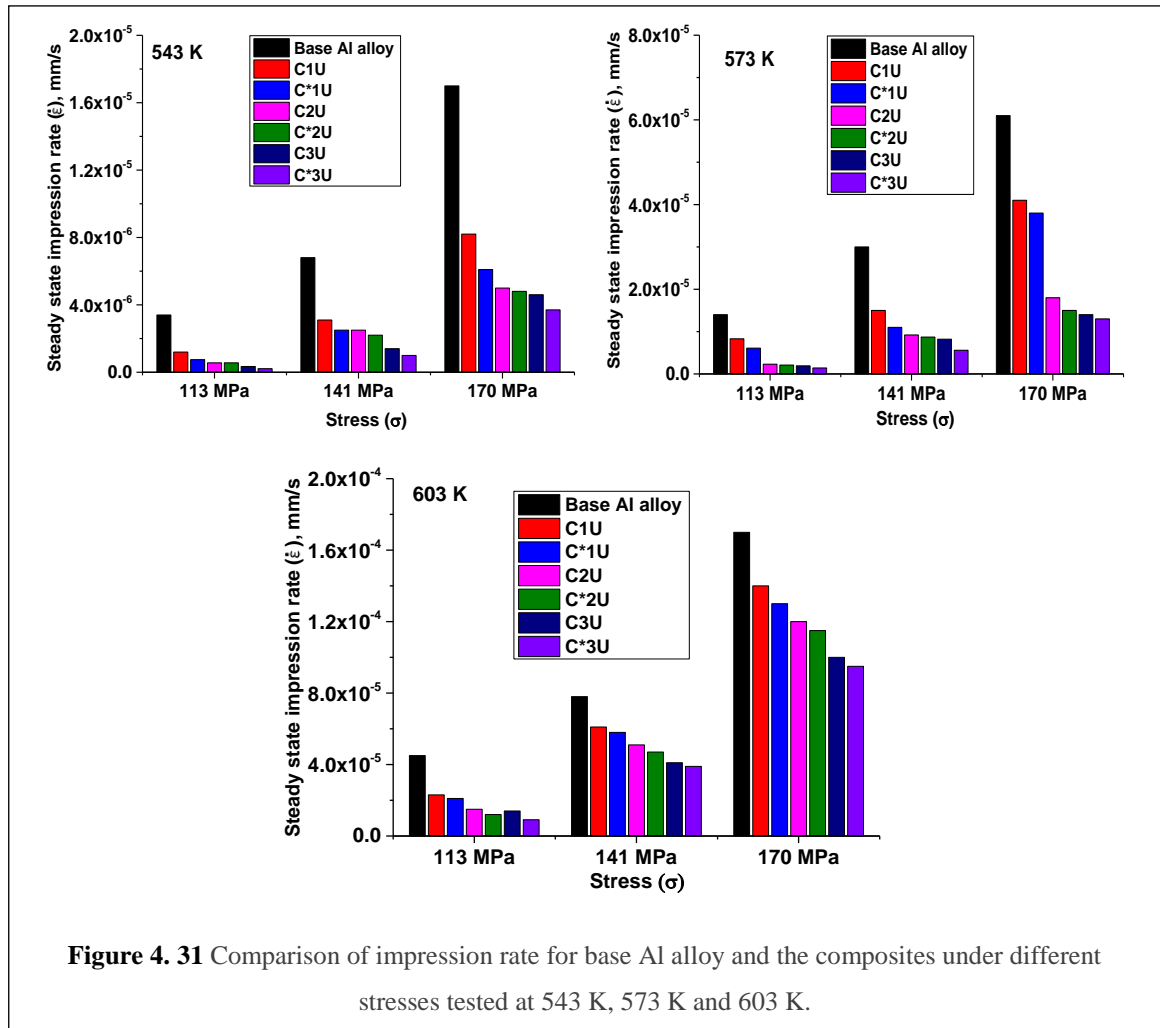 543 K
Base Al alloy
C1U
C*1U
C2U
C*2U
C3U
C*3U
2.0x10⁻⁵
1.6x10⁻⁵
1.2x10⁻⁵
8.0x10⁻⁶
4.0x10⁻⁶
0.0
Steady state impression rate (ε̇), mm/s
113 MPa 141 MPa 170 MPa
Stress (σ)
573 K
Base Al alloy
C1U
C*1U
C2U
C*2U
C3U
C*3U
8.0x10⁻⁵
6.0x10⁻⁵
4.0x10⁻⁵
2.0x10⁻⁵
0.0
Steady state impression rate (ε̇), mm/s
113 MPa 141 MPa 170 MPa
Stress (σ)
603 K
Base Al alloy
C1U
C*1U
C2U
C*2U
C3U
C*3U
2.0x10⁻⁴
1.6x10⁻⁴
1.2x10⁻⁴
8.0x10⁻⁵
4.0x10⁻⁵
0.0
Steady state impression rate (ε̇), mm/s
113 MPa 141 MPa 170 MPa
Stress (σ)
Figure 4. 31 Comparison of impression rate for base Al alloy and the composites under different
stresses tested at 543 K, 573 K and 603 K.